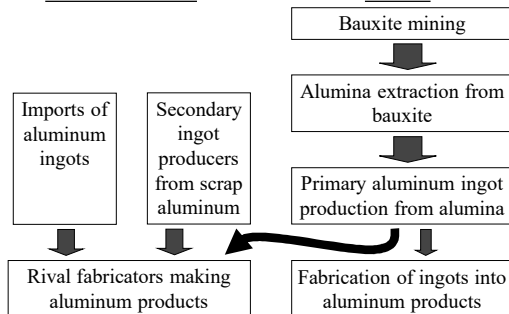 Bauxite mining
Alumina extraction from
bauxite
Imports of
aluminum
ingots
Secondary
ingot
producers
from scrap
aluminum
Primary aluminum ingot
production from alumina
Rival fabricators making
aluminum products
Fabrication of ingots into
aluminum products